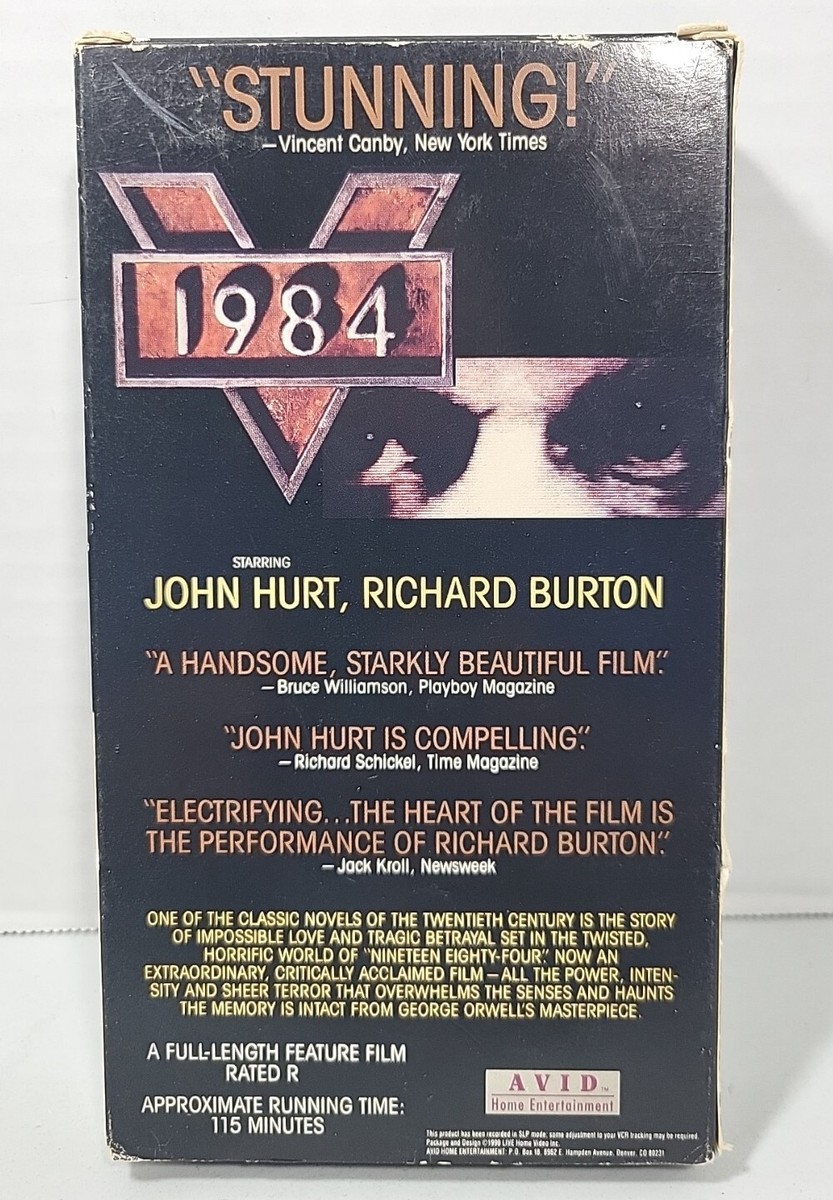 "STUNNING!"
—Vincent Canby, New York Times
1984
STARRING
JOHN HURT, RICHARD BURTON
"A HANDSOME, STARKLY BEAUTIFUL FILM."
—Bruce Williamson, Playboy Magazine
"JOHN HURT IS COMPELLING."
—Richard Schickel, Time Magazine
"ELECTRIFYING...THE HEART OF THE FILM IS
THE PERFORMANCE OF RICHARD BURTON."
—Jack Kroll, Newsweek
ONE OF THE CLASSIC NOVELS OF THE TWENTIETH CENTURY IS THE STORY
OF IMPOSSIBLE LOVE AND TRAGIC BETRAYAL SET IN THE TWISTED,
HORRIFIC WORLD OF "NINETEEN EIGHTY-FOUR." NOW AN
EXTRAORDINARY, CRITICALLY ACCLAIMED FILM—ALL THE POWER, INTEN-
SITY AND SHEER TERROR THAT OVERWHELMS THE SENSES AND HAUNTS
THE MEMORY IS INTACT FROM GEORGE ORWELL'S MASTERPIECE.
A FULL-LENGTH FEATURE FILM
RATED R
APPROXIMATE RUNNING TIME:
115 MINUTES
AVID™
Home Entertainment
This product has been recorded in SLP mode; some adjustment to your VCR tracking may be required.
Package and Design ©1990 LIVE Home Video Inc.
AVID HOME ENTERTAINMENT: P.O. Box 18, 8962 E. Hampden Avenue, Denver, CO 80231